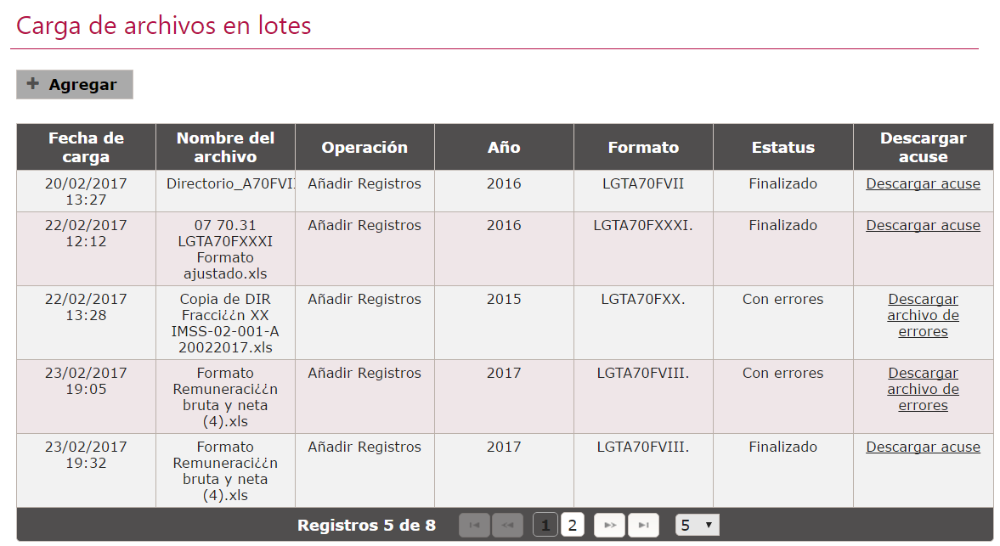 Carga de archivos en lotes
+ Agregar
Fecha de carga Nombre del archivo Operación Año Formato Estatus Descargar acuse
20/02/2017 13:27 Directorio_A70FVII Añadir Registros 2016 LGTA70FVII Finalizado Descargar acuse
22/02/2017 12:12 07 70.31 LGTA70FXXXI Formato ajustado.xls Añadir Registros 2016 LGTA70FXXXI. Finalizado Descargar acuse
22/02/2017 13:28 Copia de DIR Fracci¿¿n XX IMSS-02-001-A 20022017.xls Añadir Registros 2015 LGTA70FXX. Con errores Descargar archivo de errores
23/02/2017 19:05 Formato Remuneraci¿¿n bruta y neta (4).xls Añadir Registros 2017 LGTA70FVIII. Con errores Descargar archivo de errores
23/02/2017 19:32 Formato Remuneraci¿¿n bruta y neta (4).xls Añadir Registros 2017 LGTA70FVIII. Finalizado Descargar acuse
Registros 5 de 8 1 2 5